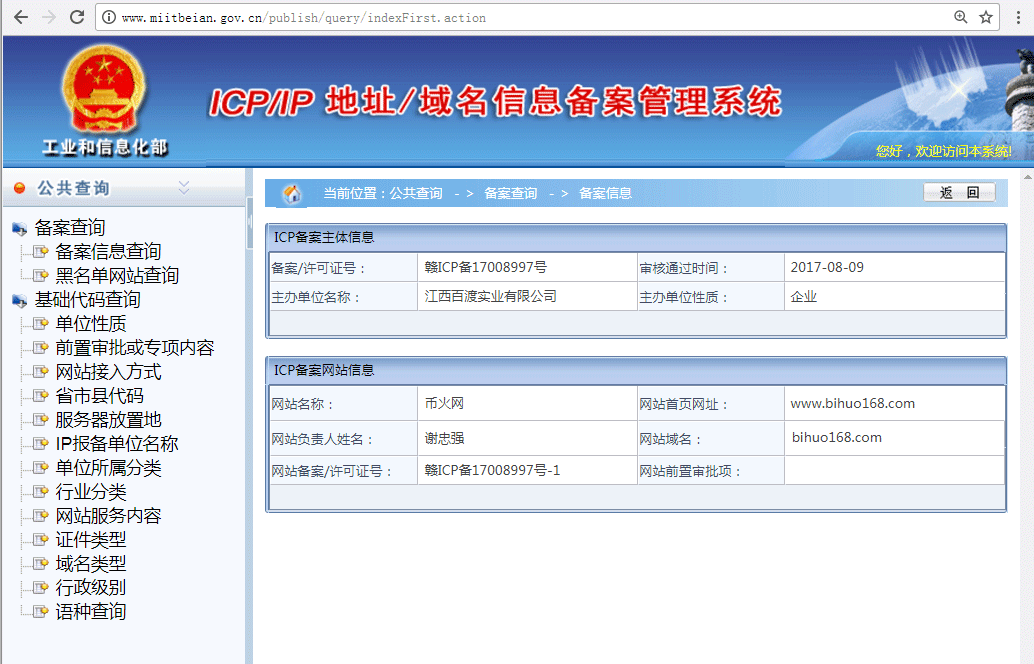 www.miitbeian.gov.cn/publish/query/indexFirst.action
工业和信息化部
ICP/IP 地址/域名信息备案管理系统
您好，欢迎访问本系统!
公共查询
备案查询
备案信息查询
黑名单网站查询
基础代码查询
单位性质
前置审批或专项内容
网站接入方式
省市县代码
服务器放置地
IP报备单位名称
单位所属分类
行业分类
网站服务内容
证件类型
域名类型
行政级别
语种查询
当前位置：公共查询 -> 备案查询 -> 备案信息 返 回
ICP备案主体信息
备案/许可证号： 赣ICP备17008997号 审核通过时间： 2017-08-09
主办单位名称： 江西百渡实业有限公司 主办单位性质： 企业
ICP备案网站信息
网站名称： 币火网 网站首页网址： www.bihuo168.com
网站负责人姓名： 谢忠强 网站域名： bihuo168.com
网站备案/许可证号： 赣ICP备17008997号-1 网站前置审批项：